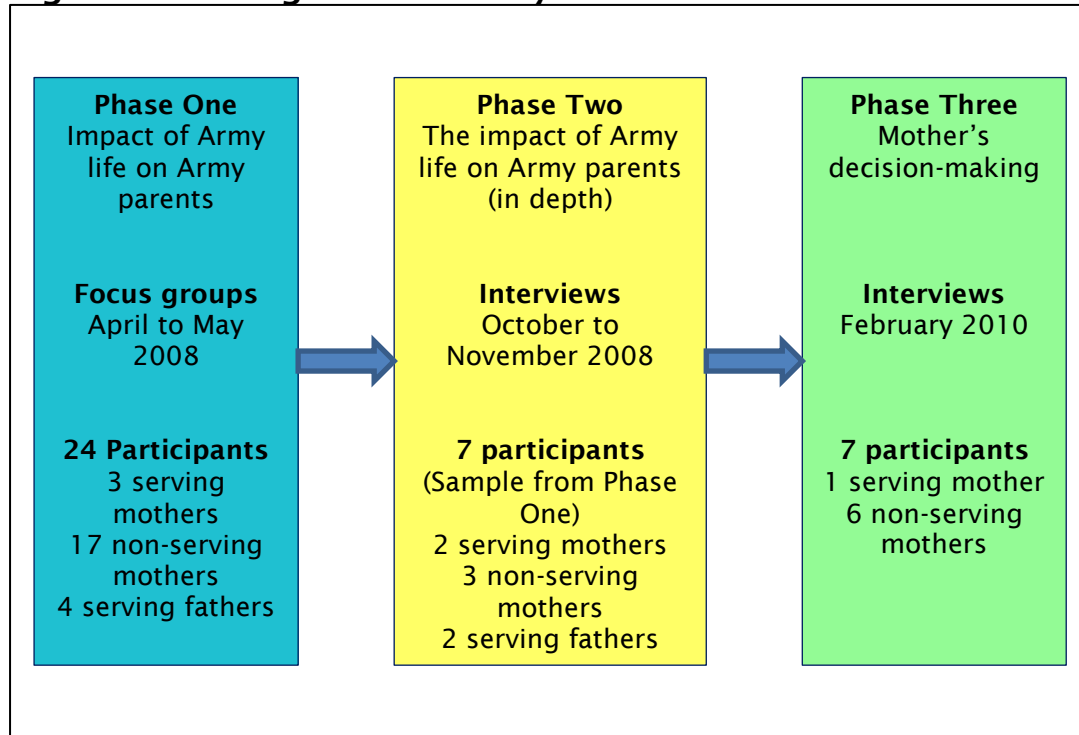 Phase One
Impact of Army
life on Army
parents
Focus groups
April to May
2008
24 Participants
3 serving
mothers
17 non-serving
mothers
4 serving fathers
Phase Two
The impact of Army
life on Army parents
(in depth)
Interviews
October to
November 2008
7 participants
(Sample from Phase
One)
2 serving mothers
3 non-serving
mothers
2 serving fathers
Phase Three
Mother’s
decision-making
Interviews
February 2010
7 participants
1 serving mother
6 non-serving
mothers